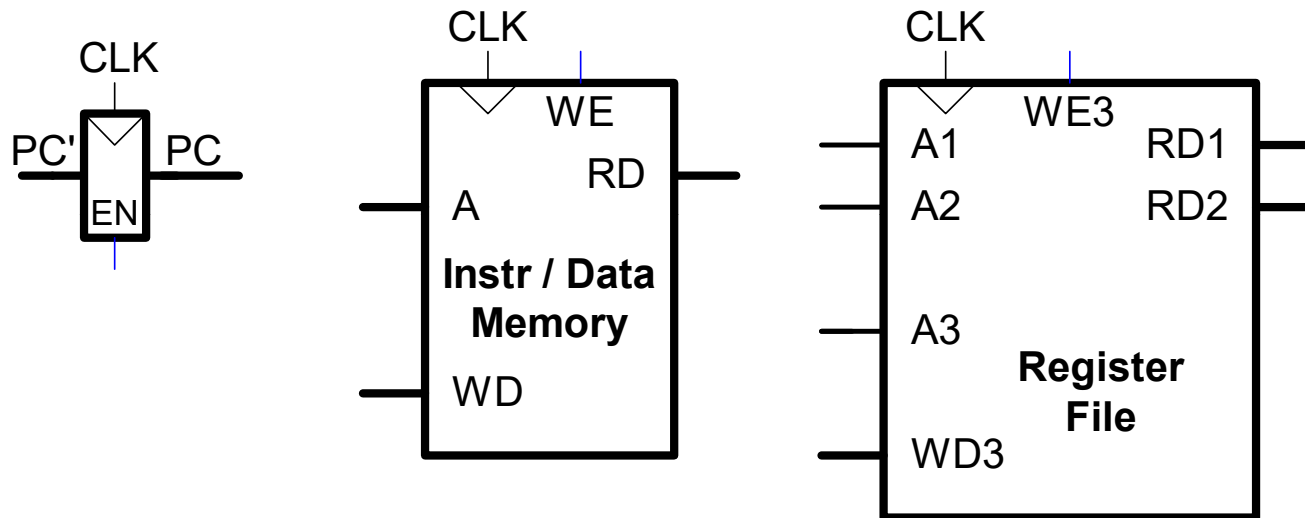 CLK
PC'
PC
EN
CLK
WE
RD
A
Instr / Data
Memory
WD
CLK
WE3
A1
RD1
A2
RD2
A3
Register
File
WD3